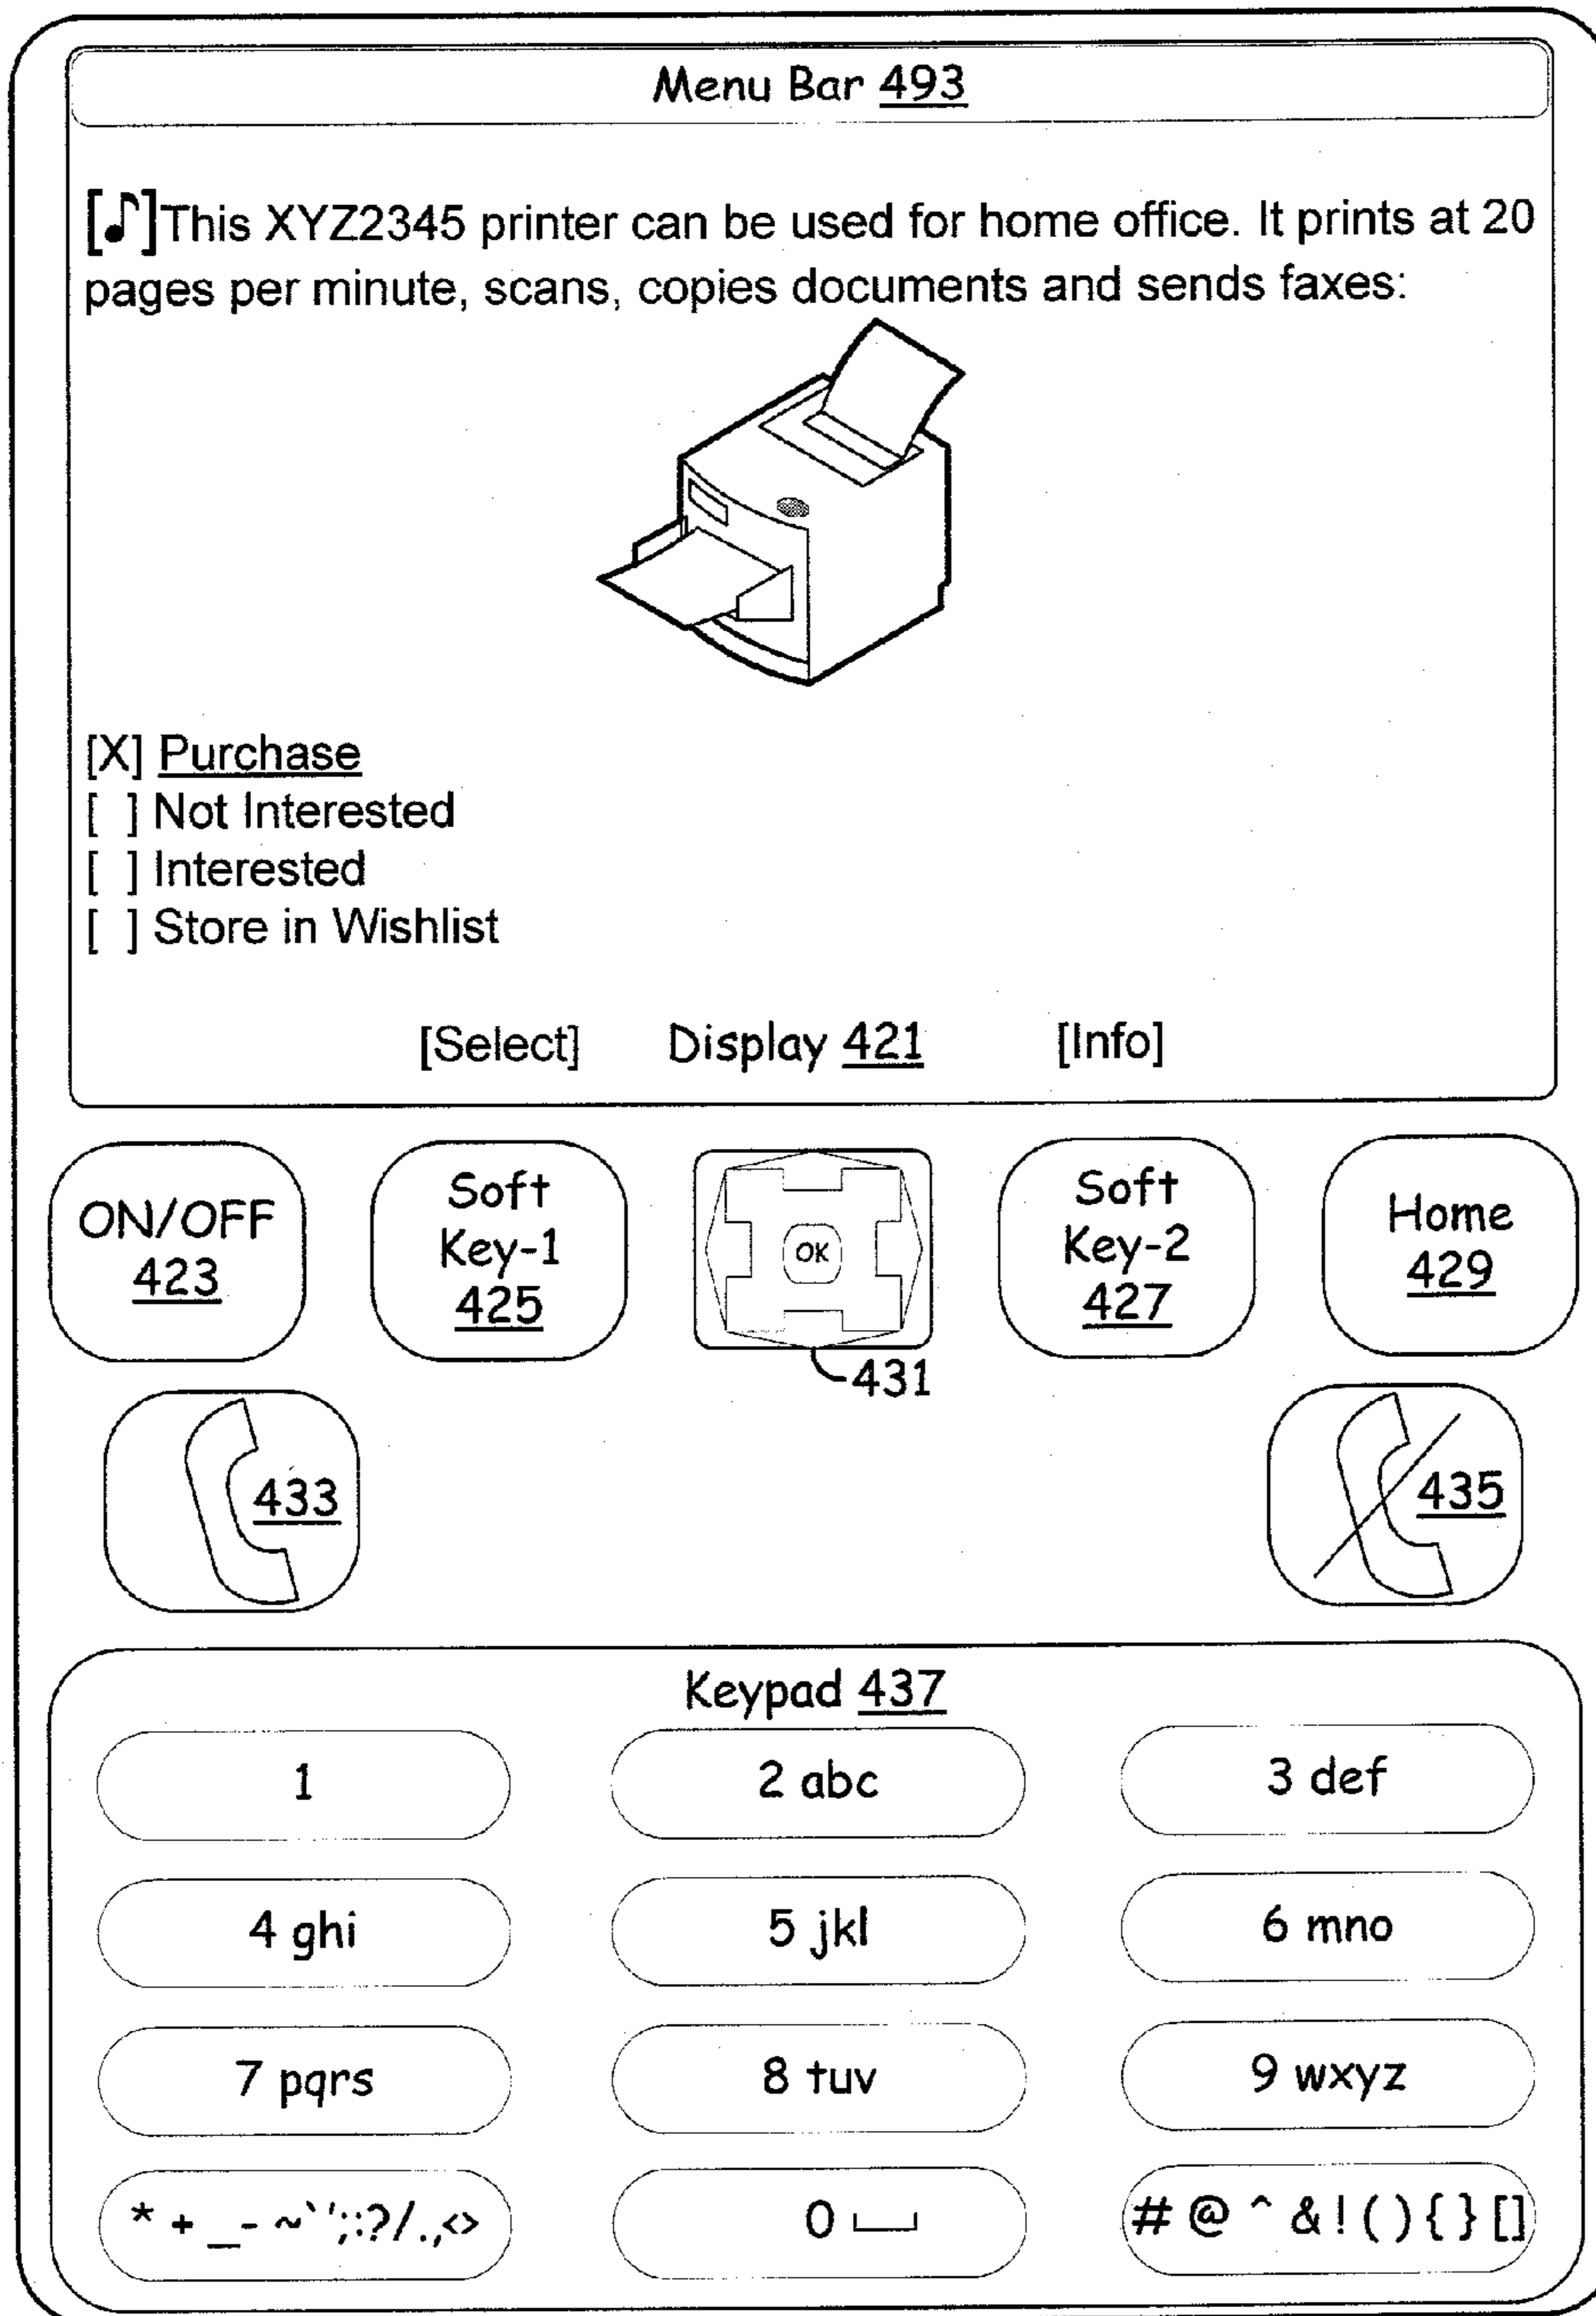 Menu Bar 493
[♪]This XYZ2345 printer can be used for home office. It prints at 20
pages per minute, scans, copies documents and sends faxes:
[X] Purchase
[ ] Not Interested
[ ] Interested
[ ] Store in Wishlist
[Select] Display 421 [Info]
ON/OFF
423
Soft
Key-1
425
OK
431
Soft
Key-2
427
Home
429
433
435
Keypad 437
1
2 abc
3 def
4 ghi
5 jkl
6 mno
7 pqrs
8 tuv
9 wxyz
* + _ - ~`';:?/.,<>
0 ⎵
# @ ^ & ! ( ) { } []